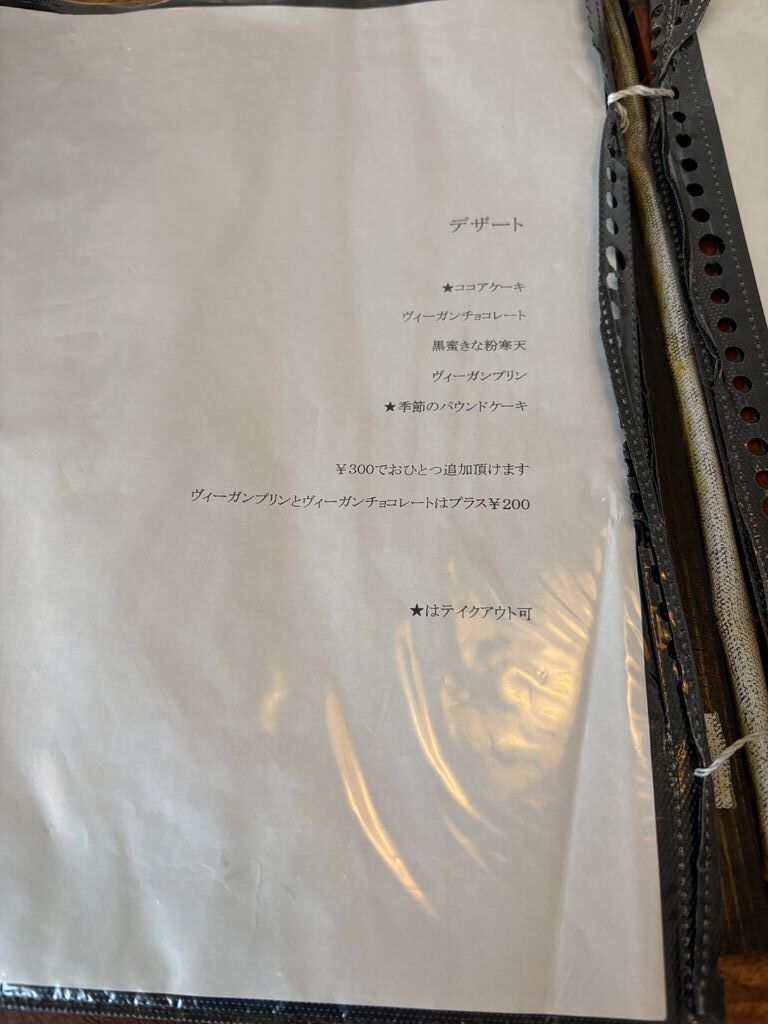 デザート
★ココアケーキ
ヴィーガンチョコレート
黒蜜きな粉寒天
ヴィーガンプリン
★季節のパウンドケーキ
￥300でおひとつ追加頂けます
ヴィーガンプリンとヴィーガンチョコレートはプラス￥200
★はテイクアウト可